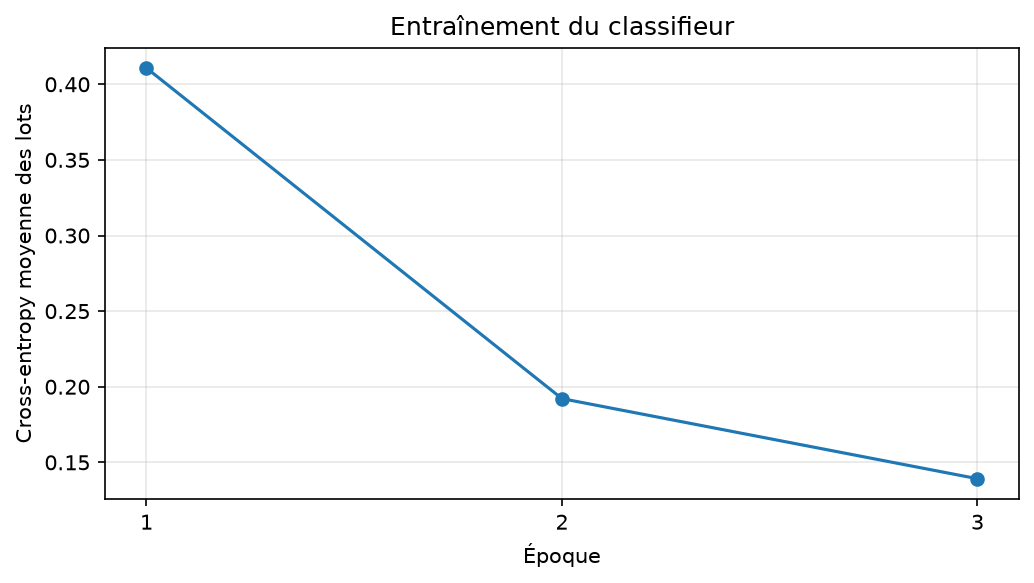 Entraînement du classifieur
Cross-entropy moyenne des lots
0.40
0.35
0.30
0.25
0.20
0.15
1 2 3
Époque